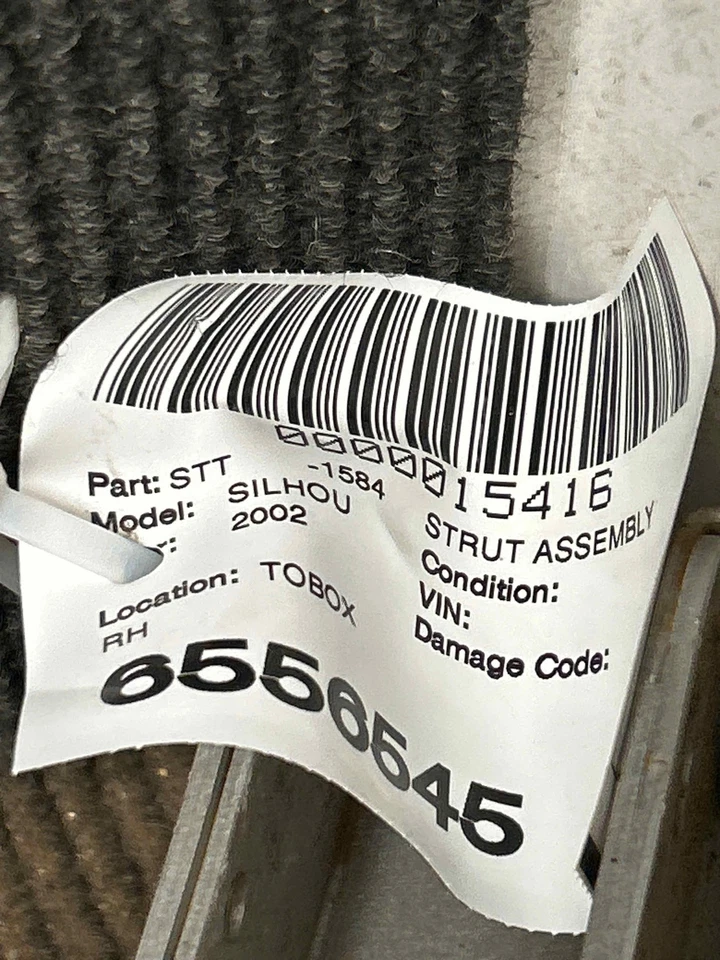 0000015416
Part: STT -1584 STRUT ASSEMBLY
Model: SILHOU Condition:
r: 2002 VIN:
Location: TOBOX Damage Code:
RH
6556545